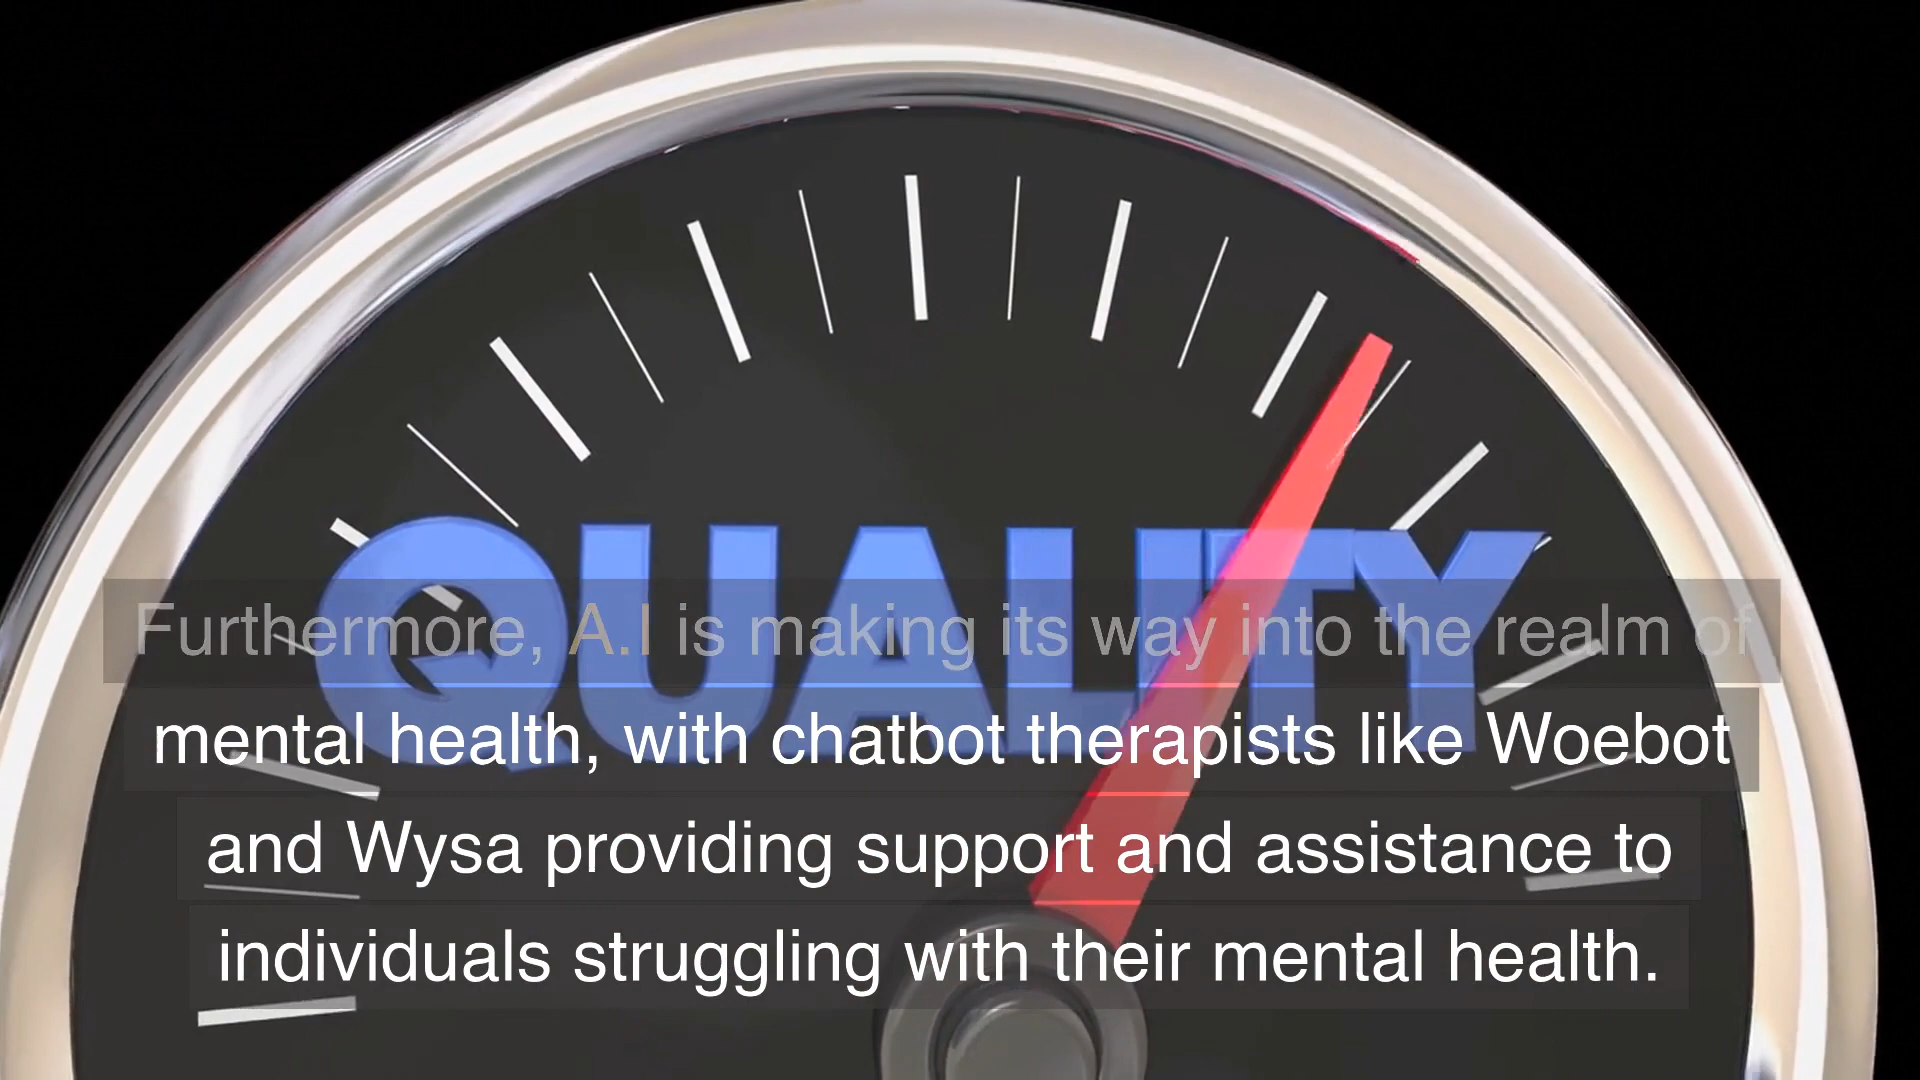 QUALITY
Furthermore, A.I is making its way into the realm of
mental health, with chatbot therapists like Woebot
and Wysa providing support and assistance to
individuals struggling with their mental health.